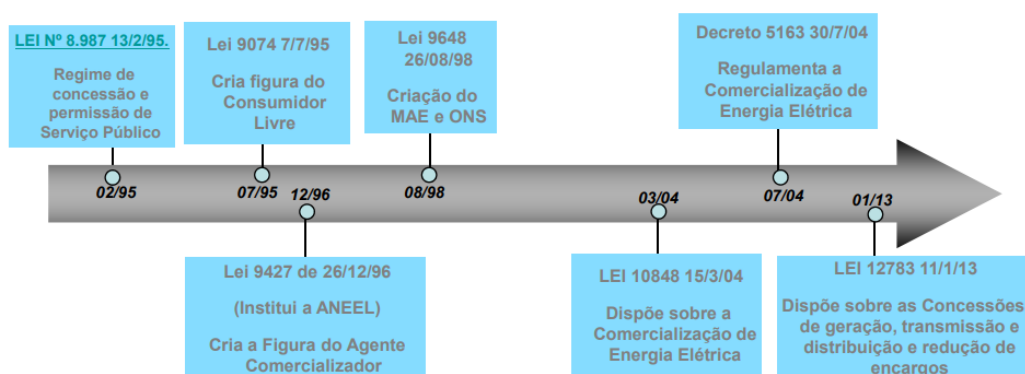 LEI Nº 8.987 13/2/95.
Regime de
concessão e
permissão de
Serviço Público
Lei 9074 7/7/95
Cria figura do
Consumidor
Livre
Lei 9648
26/08/98
Criação do
MAE e ONS
Decreto 5163 30/7/04
Regulamenta a
Comercialização de
Energia Elétrica
02/95
07/95
12/96
08/98
03/04
07/04
01/13
Lei 9427 de 26/12/96
(Institui a ANEEL)
Cria a Figura do Agente
Comercializador
LEI 10848 15/3/04
Dispõe sobre a
Comercialização de
Energia Elétrica
LEI 12783 11/1/13
Dispõe sobre as Concessões
de geração, transmissão e
distribuição e redução de
encargos